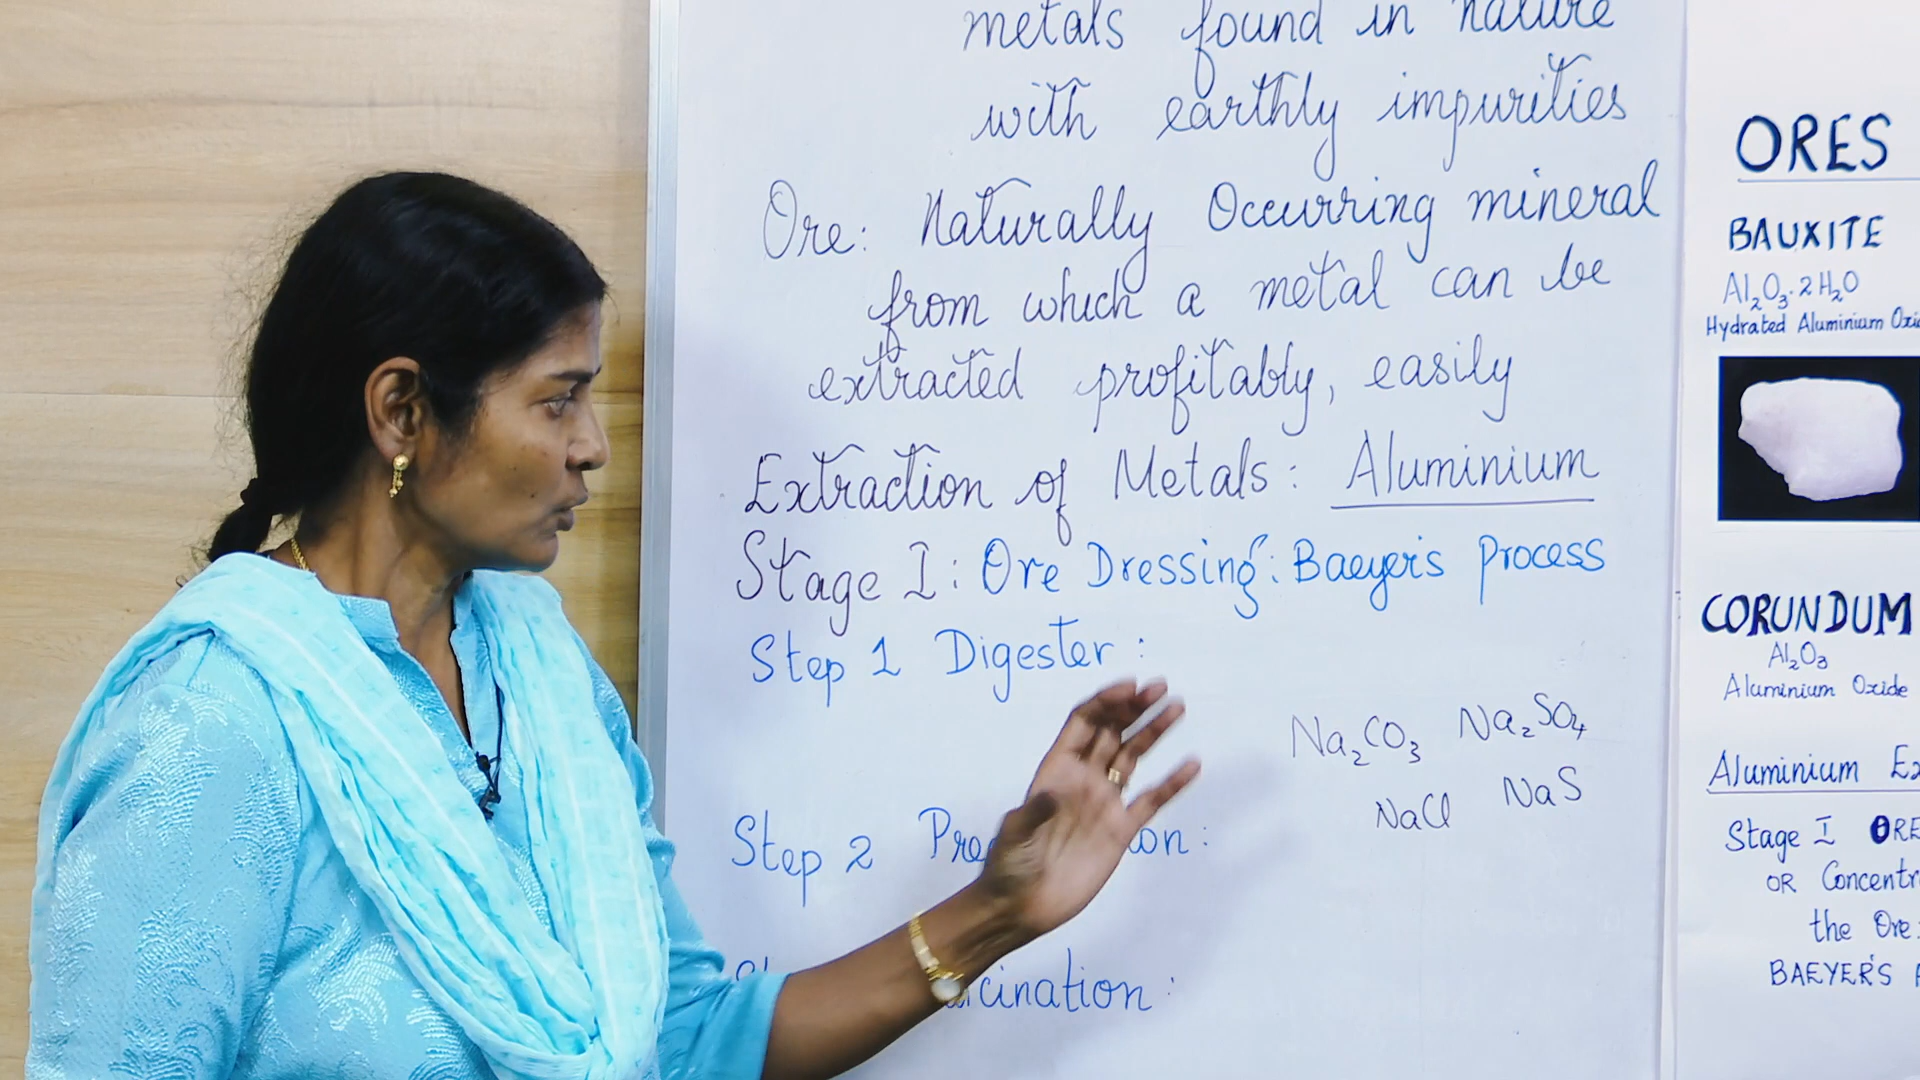 metals found in nature
with earthly impurities
Ore: Naturally Occurring mineral
from which a metal can be
extracted profitably, easily
Extraction of Metals: Aluminium
Stage I: Ore Dressing: Baeyer's Process
Step 1 Digester:
Na₂CO₃ Na₂SO₄
NaCl NaS
Step 2
ORES
BAUXITE
Al₂O₃.2H₂O
Hydrated Aluminium
CORUNDUM
Al₂O₃
Aluminium Oxide
Aluminium
Stage I
OR
the Ore:
BAEYER'S